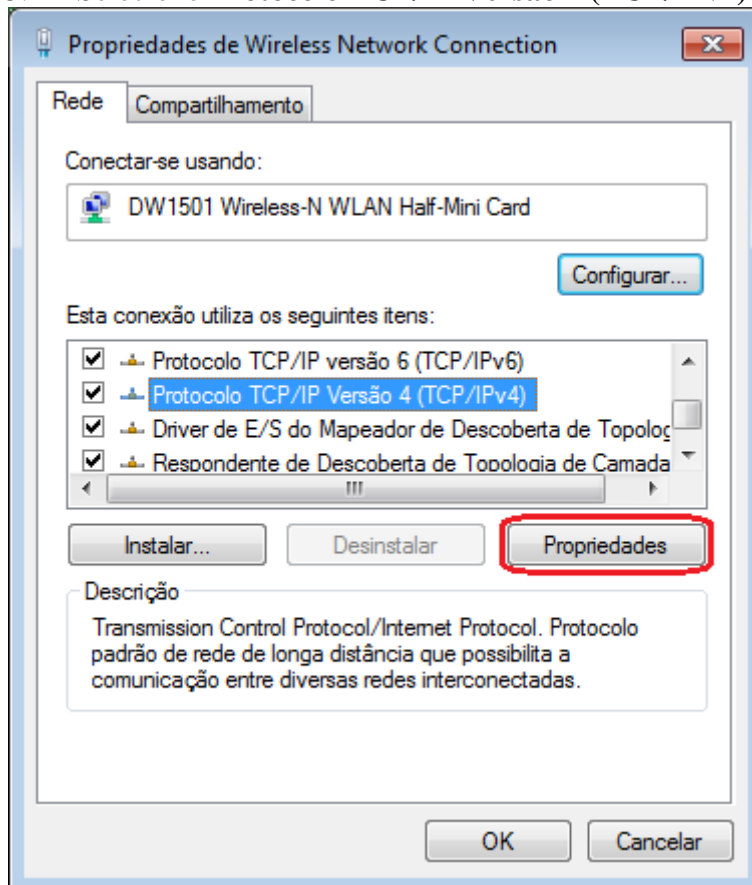 Propriedades de Wireless Network Connection
Rede
Compartilhamento
Conectar-se usando:
DW1501 Wireless-N WLAN Half-Mini Card
Configurar...
Esta conexão utiliza os seguintes itens:
Protocolo TCP/IP versão 6 (TCP/IPv6)
Protocolo TCP/IP Versão 4 (TCP/IPv4)
Driver de E/S do Mapeador de Descoberta de Topolog
Respondente de Descoberta de Topologia de Camada
Instalar...
Desinstalar
Propriedades
Descrição
Transmission Control Protocol/Internet Protocol. Protocolo
padrão de rede de longa distância que possibilita a
comunicação entre diversas redes interconectadas.
OK
Cancelar